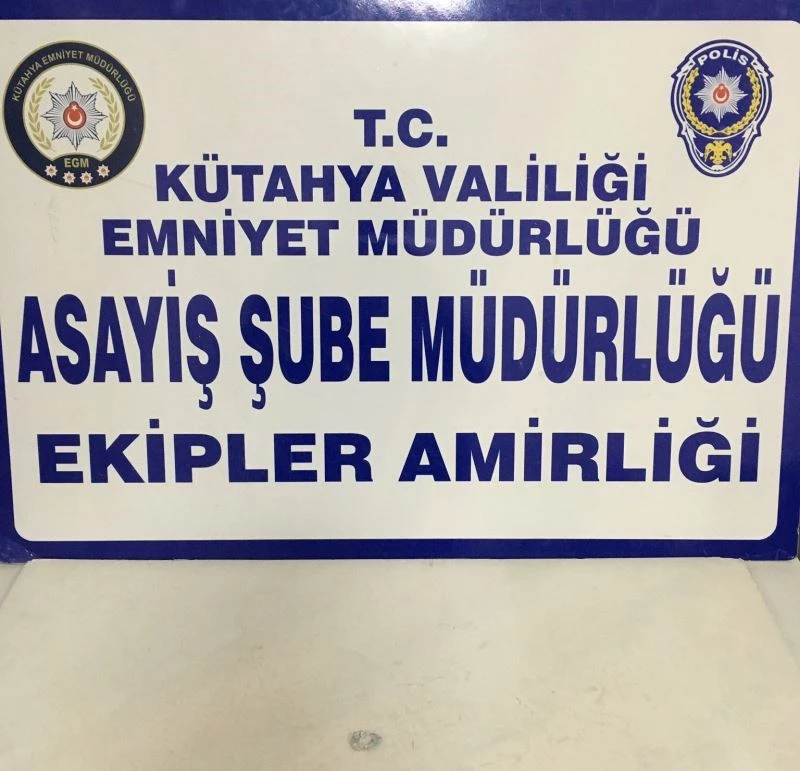 KÜTAHYA EMNİYET MÜDÜRLÜĞÜ
EGM
POLİS
T.C.
KÜTAHYA VALİLİĞİ
EMNİYET MÜDÜRLÜĞÜ
ASAYİŞ ŞUBE MÜDÜRLÜĞÜ
EKİPLER AMİRLİĞİ